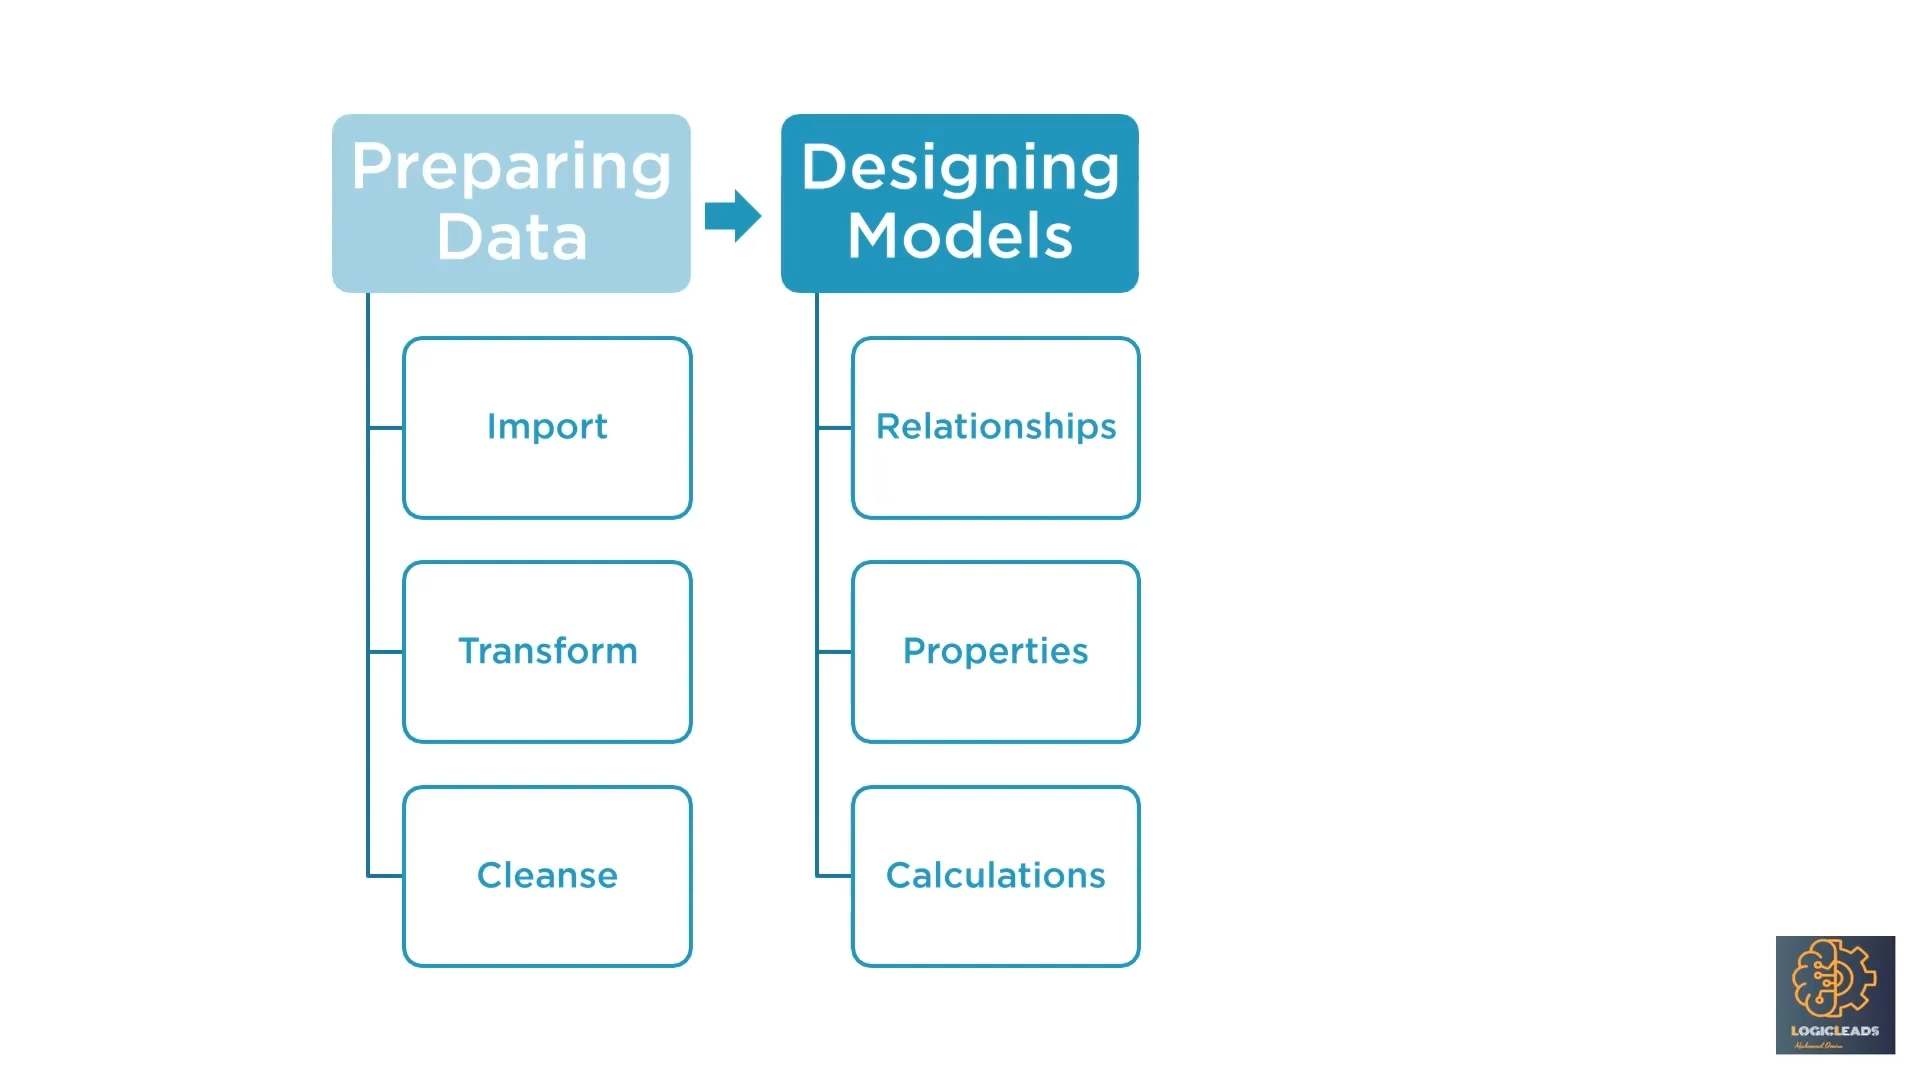 Preparing
Data
Designing
Models
Import
Transform
Cleanse
Relationships
Properties
Calculations
LOGICLEADS